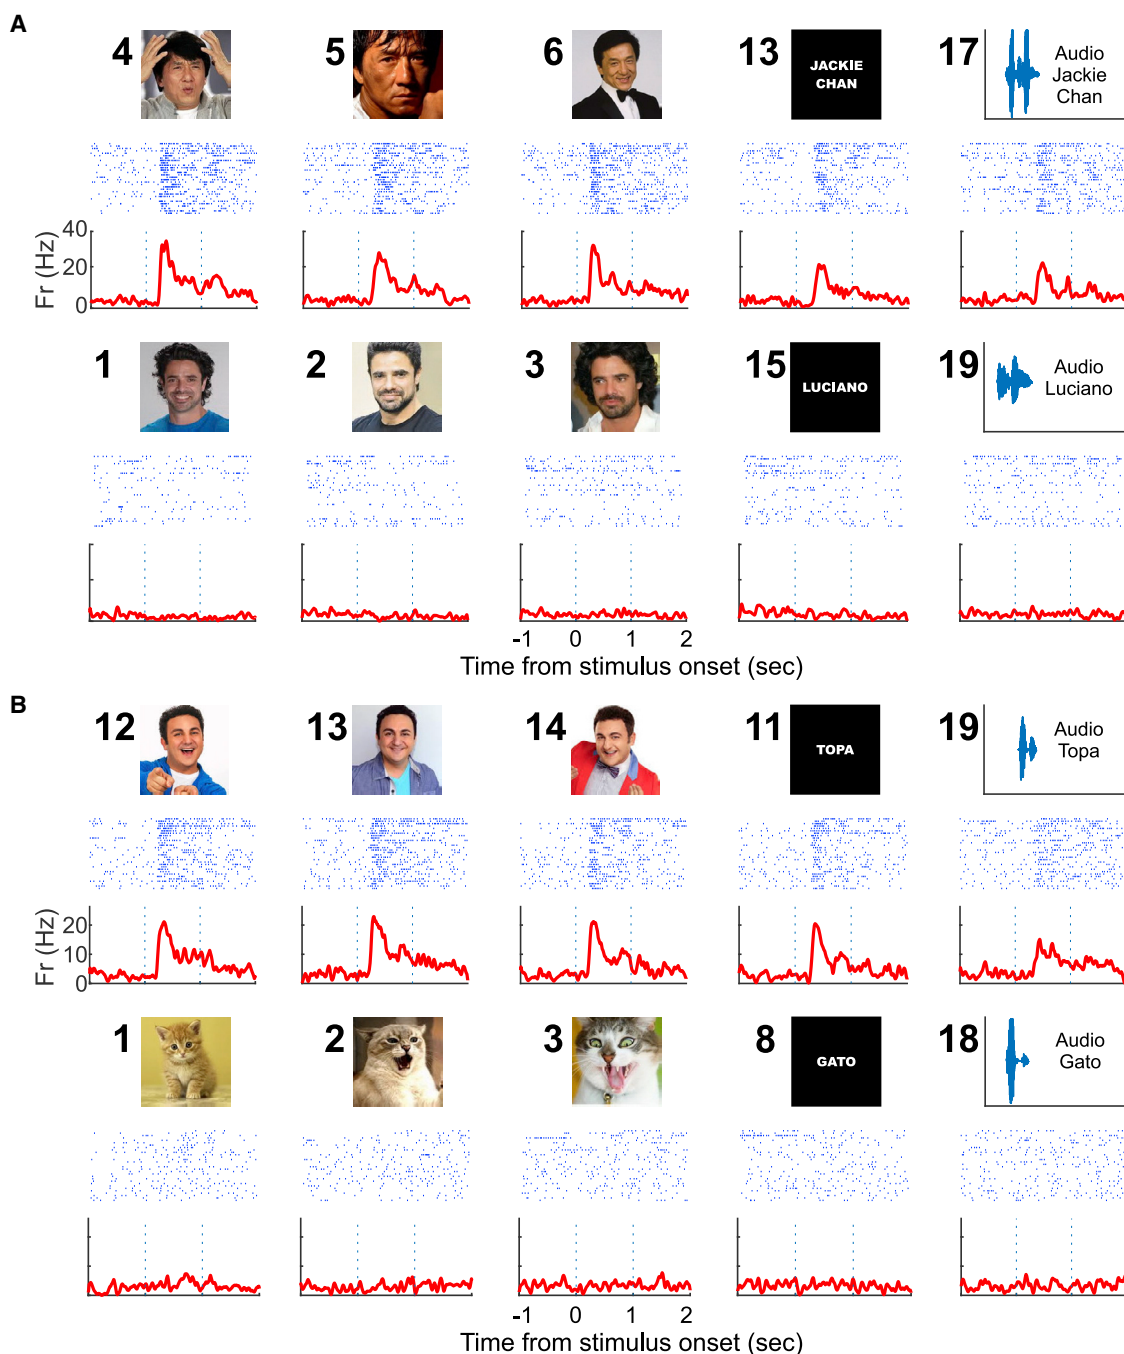 A
4
5
6
13
JACKIE
CHAN
17
Audio
Jackie
Chan
Fr (Hz)
40
20
0
1
2
3
15
LUCIANO
19
Audio
Luciano
-1 0 1 2
Time from stimulus onset (sec)
B
12
13
14
11
TOPA
19
Audio
Topa
Fr (Hz)
20
10
0
1
2
3
8
GATO
18
Audio
Gato
-1 0 1 2
Time from stimulus onset (sec)